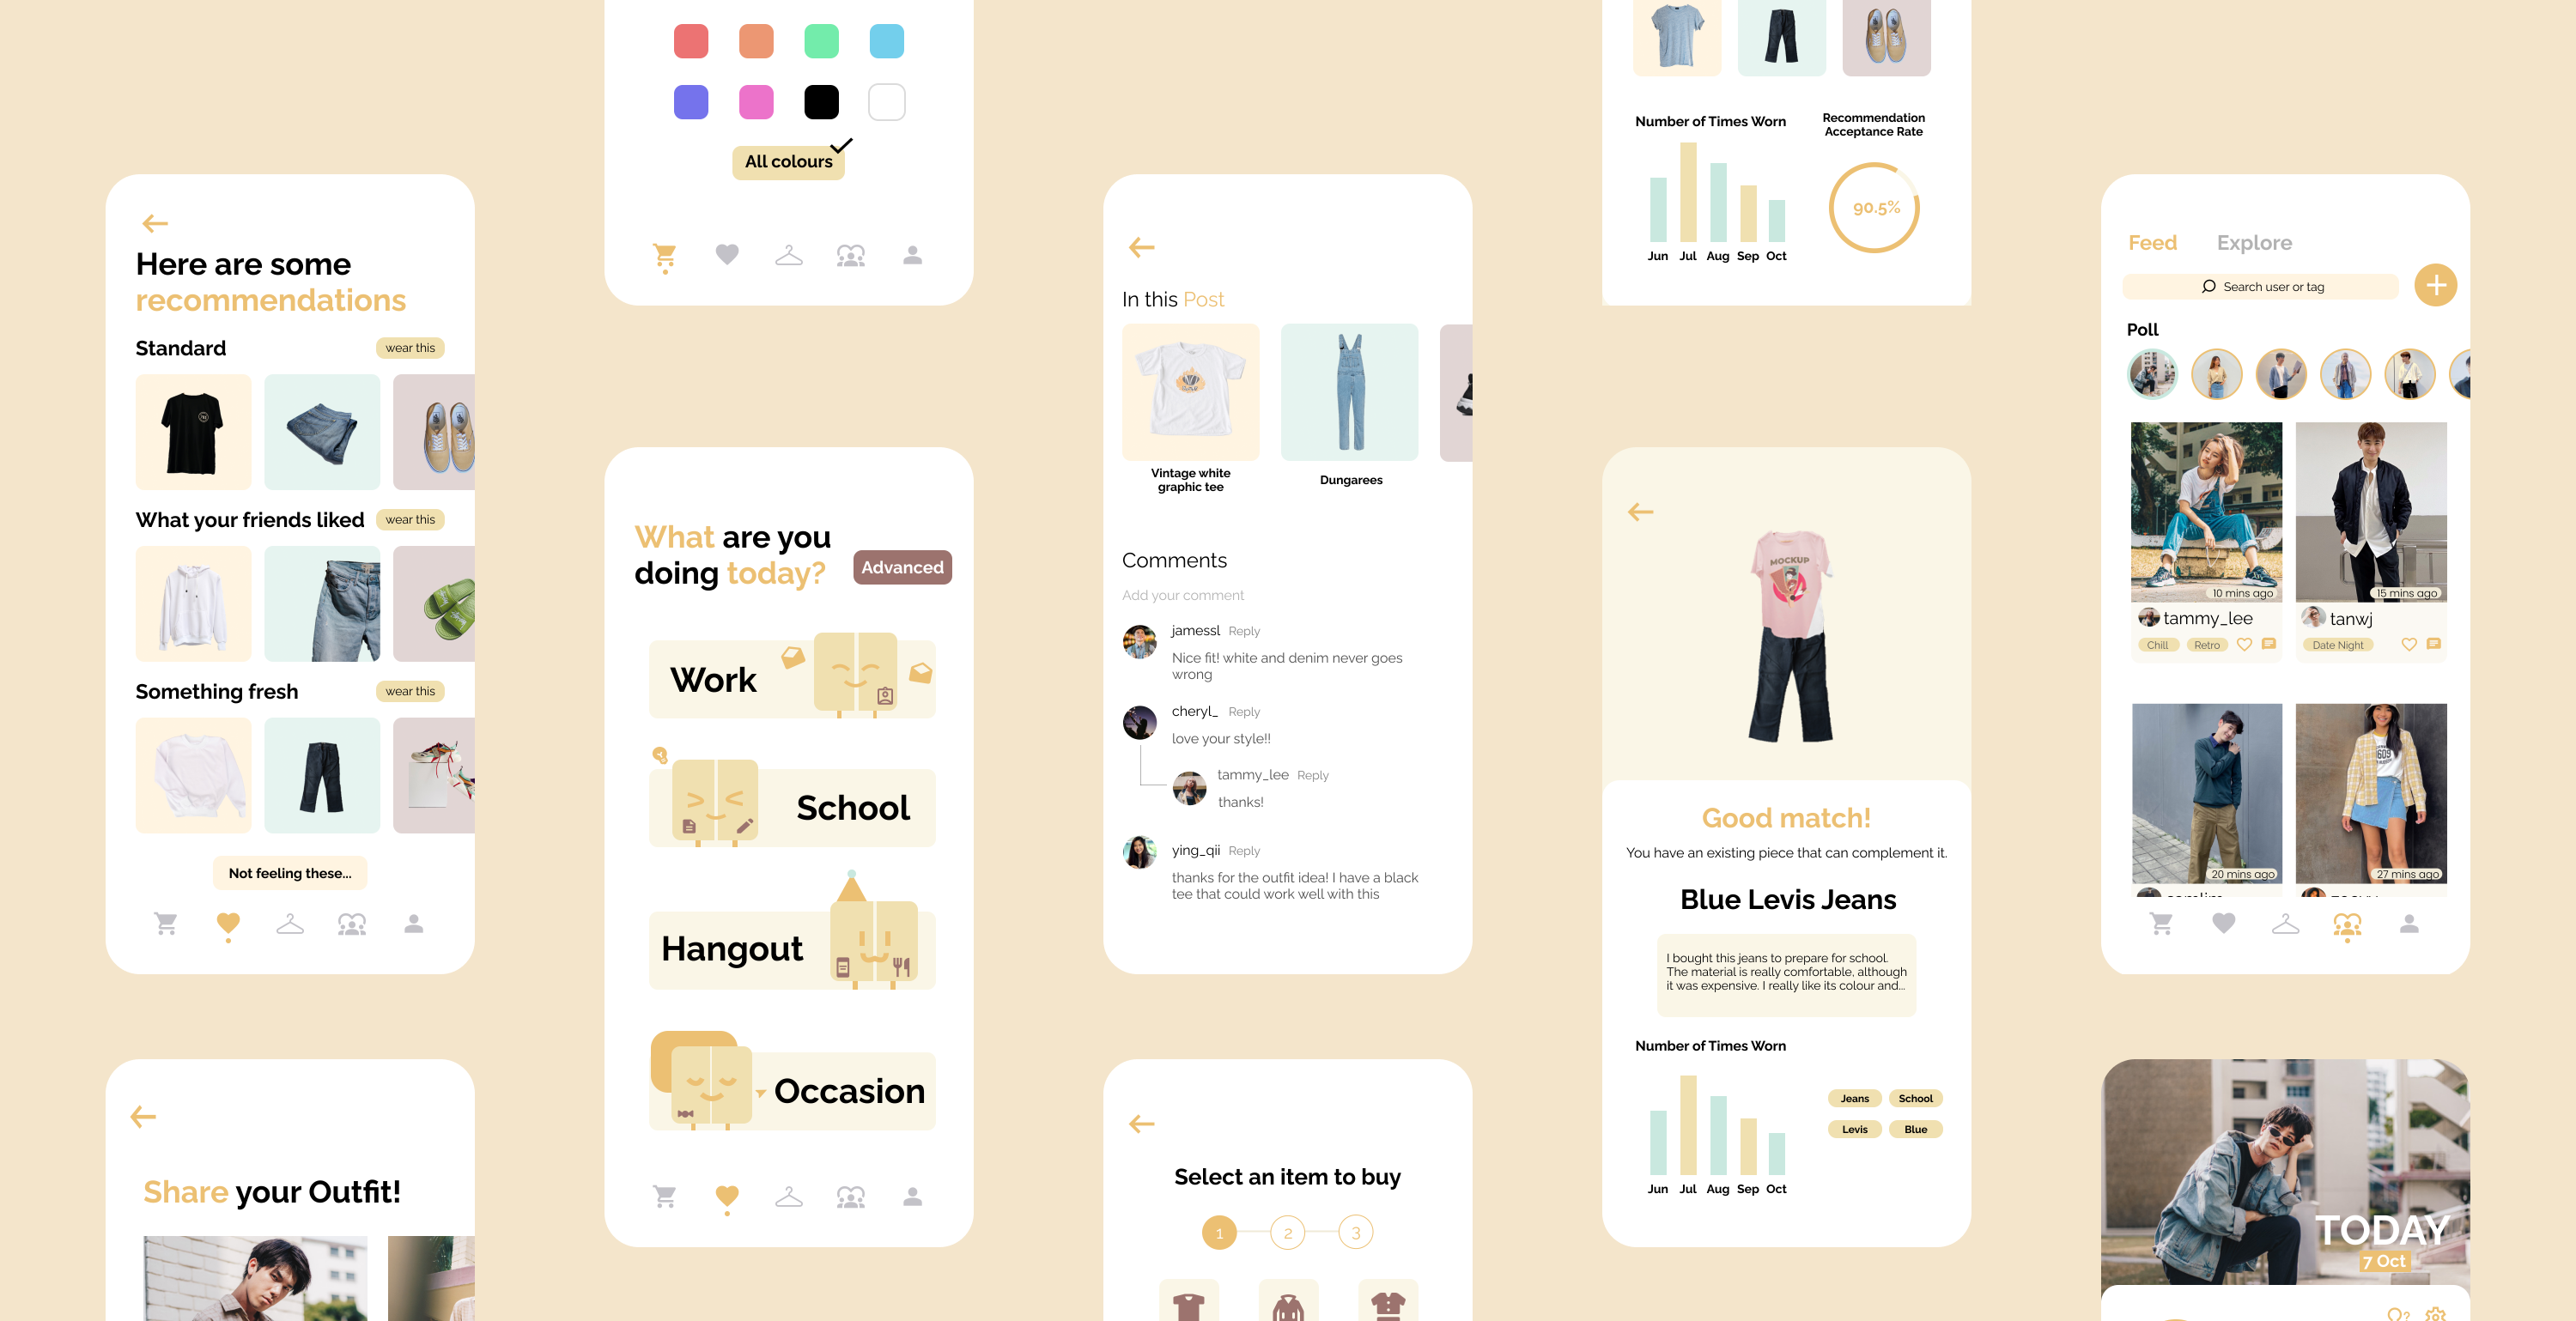 Here are some
recommendations
Standard
wear this
What your friends liked
wear this
Something fresh
wear this
Not feeling these...
Share your Outfit!
All colours
What are you
doing today?
Advanced
Work
School
Hangout
Occasion
In this Post
Vintage white
graphic tee
Dungarees
Comments
Add your comment
jamessl Reply
Nice fit! white and denim never goes
wrong
cheryl_ Reply
love your style!!
tammy_lee Reply
thanks!
ying_qii Reply
thanks for the outfit idea! I have a black
tee that could work well with this
Select an item to buy
1 2 3
Number of Times Worn
Recommendation
Acceptance Rate
90.5%
Jun Jul Aug Sep Oct
MOCKUP
Good match!
You have an existing piece that can complement it.
Blue Levis Jeans
I bought this jeans to prepare for school.
The material is really comfortable, although
it was expensive. I really like its colour and...
Number of Times Worn
Jeans School
Levis Blue
Jun Jul Aug Sep Oct
Feed Explore
Search user or tag
Poll
10 mins ago
15 mins ago
tammy_lee
tanwj
Chill Retro
Date Night
609
20 mins ago
27 mins ago
TODAY
7 Oct